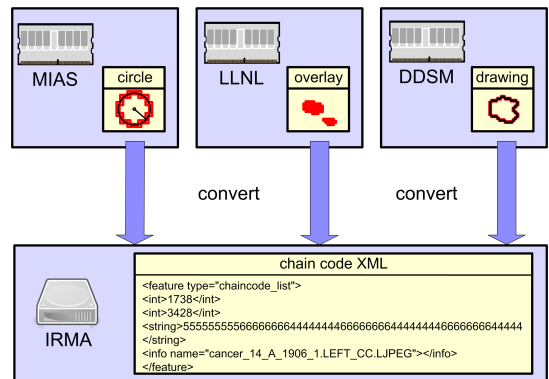 MIAS
circle
LLNL
overlay
DDSM
drawing
convert
convert
IRMA
chain code XML
<feature type="chaincode_list">
<int>1738</int>
<int>3428</int>
<string>5555555555666666664444444446666666644444444466666666444444
</string>
<info name="cancer_14_A_1906_1.LEFT_CC.LJPEG"></info>
</feature>